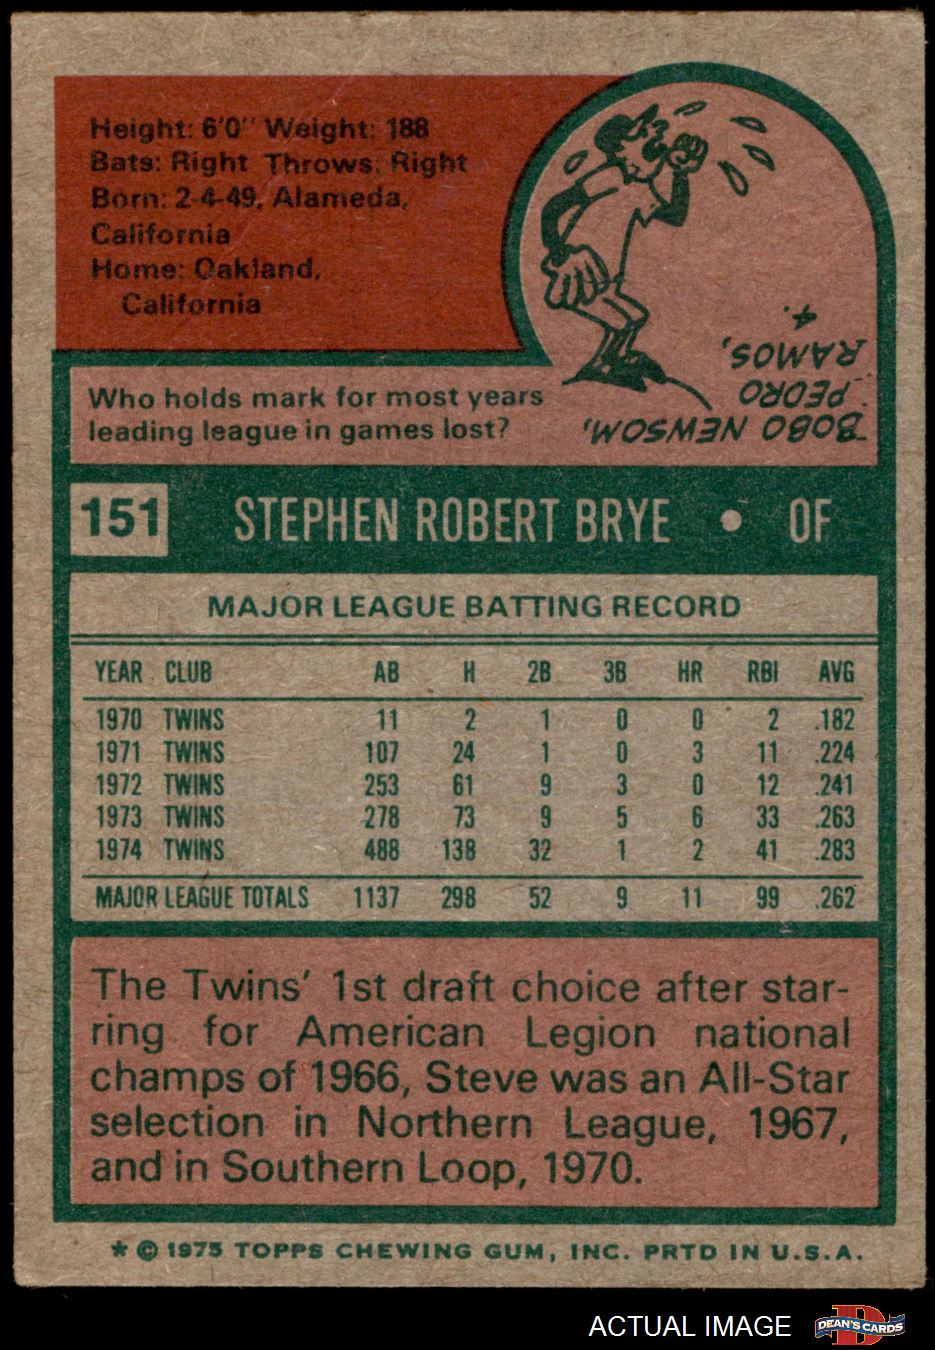 Height: 6'0" Weight: 188
Bats: Right Throws: Right
Born: 2-4-49, Alameda,
California
Home: Oakland,
California
Who holds mark for most years
leading league in games lost?
BOBO NEWSOM,
PEDRO
RAMOS,
4.
151 STEPHEN ROBERT BRYE • OF
MAJOR LEAGUE BATTING RECORD
YEAR CLUB AB H 2B 3B HR RBI AVG
1970 TWINS 11 2 1 0 0 2 .182
1971 TWINS 107 24 1 0 3 11 .224
1972 TWINS 253 61 9 3 0 12 .241
1973 TWINS 278 73 9 5 6 33 .263
1974 TWINS 488 138 32 1 2 41 .283
MAJOR LEAGUE TOTALS 1137 298 52 9 11 99 .262
The Twins' 1st draft choice after star-
ring for American Legion national
champs of 1966, Steve was an All-Star
selection in Northern League, 1967,
and in Southern Loop, 1970.
* © 1975 TOPPS CHEWING GUM, INC. PRTD IN U.S.A.
ACTUAL IMAGE
D
DEAN'S CARDS